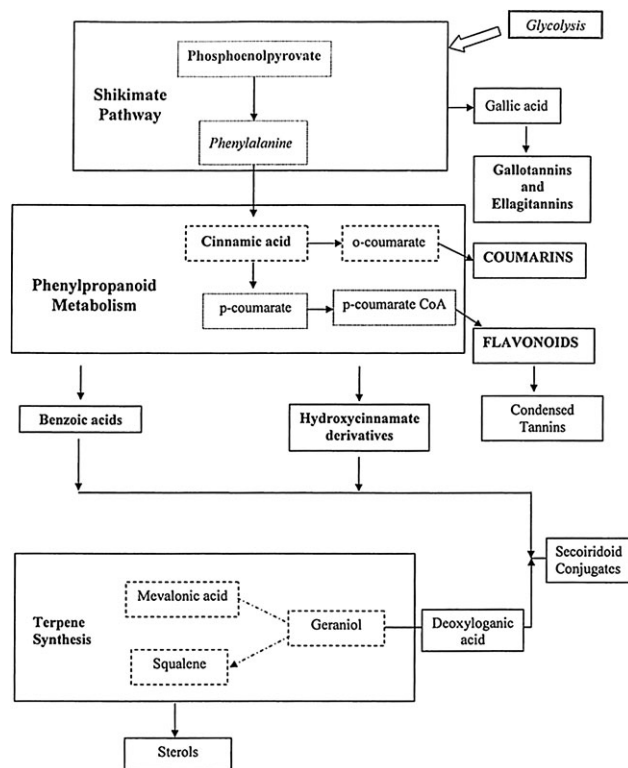 Glycolysis
Phosphoenolpyrovate
Shikimate
Pathway
Phenylalanine
Gallic acid
Gallotannins
and
Ellagitannins
Cinnamic acid
o-coumarate
COUMARINS
Phenylpropanoid
Metabolism
p-coumarate
p-coumarate CoA
FLAVONOIDS
Benzoic acids
Hydroxycinnamate
derivatives
Condensed
Tannins
Secoiridoid
Conjugates
Mevalonic acid
Terpene
Synthesis
Geraniol
Deoxyloganic
acid
Squalene
Sterols